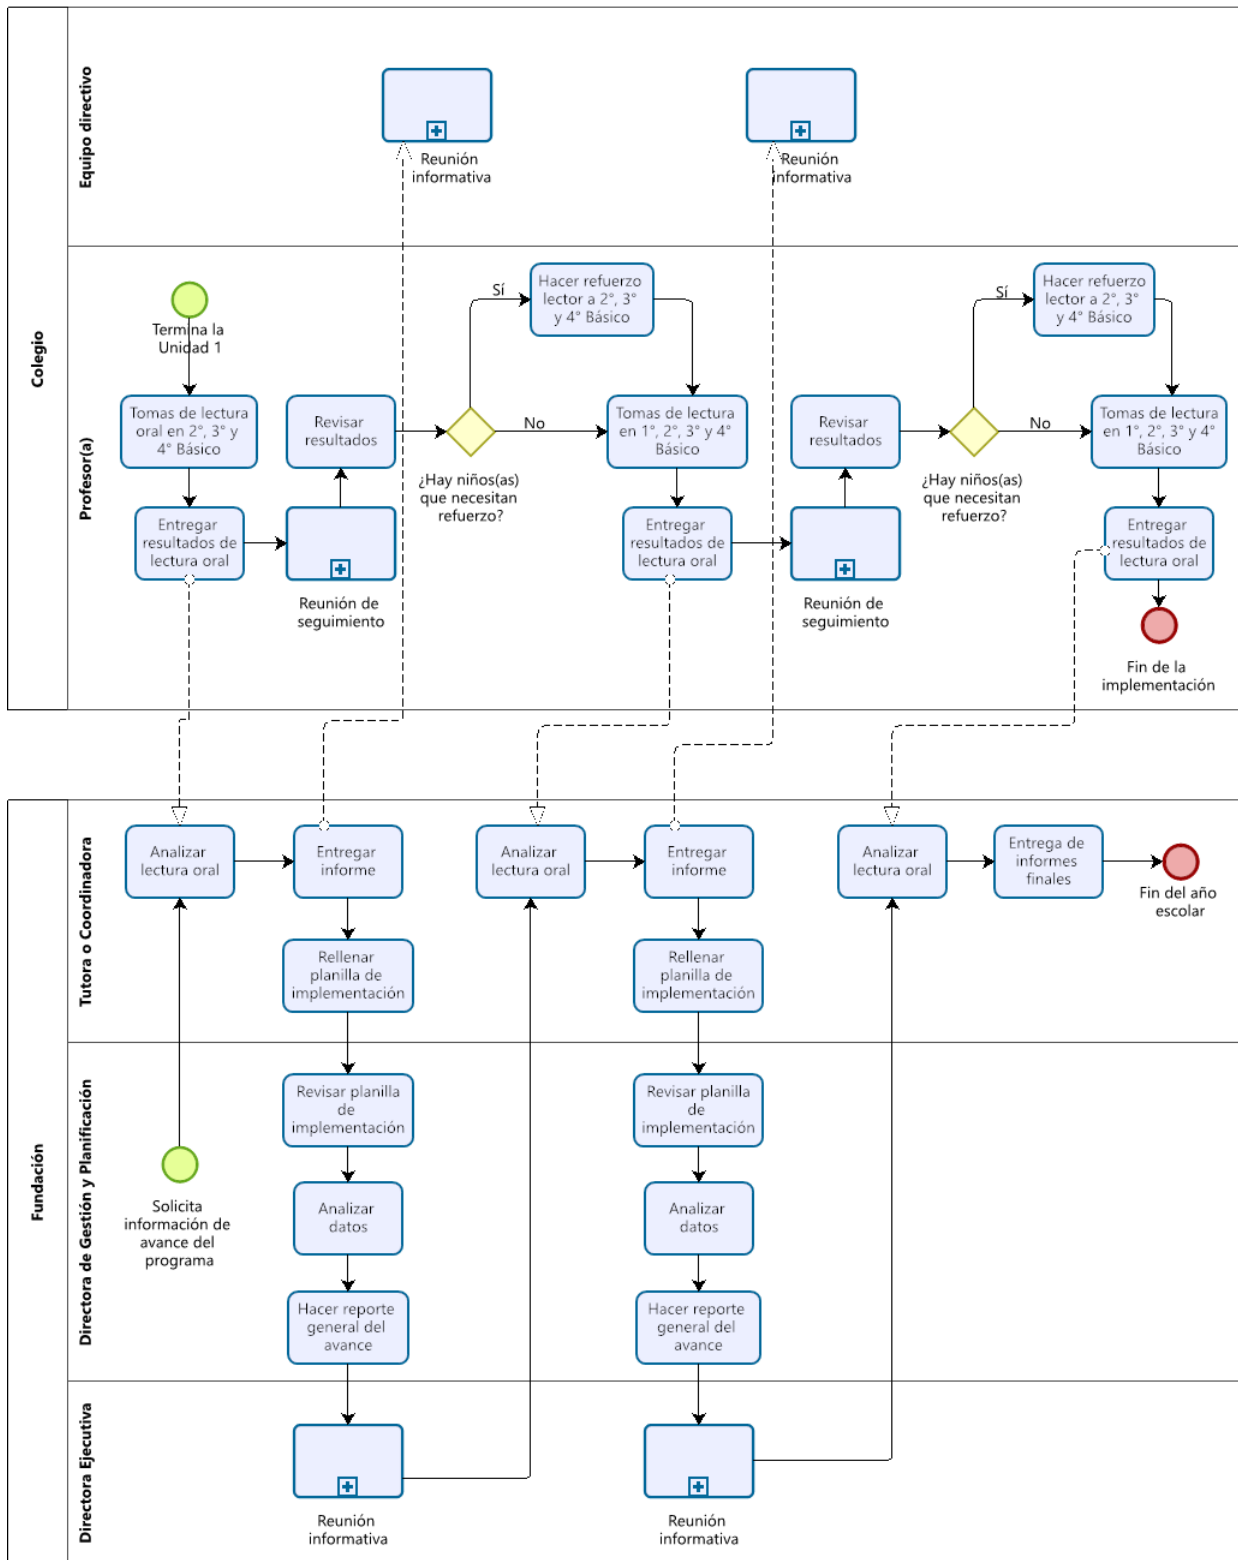 Colegio
Equipo directivo
Reunión
informativa
Reunión
informativa
Profesor(a)
Termina la
Unidad 1
Tomas de lectura
oral en 2°, 3° y
4° Básico
Entregar
resultados de
lectura oral
Revisar
resultados
Reunión de
seguimiento
¿Hay niños(as)
que necesitan
refuerzo?
Sí
No
Hacer refuerzo
lector a 2°, 3°
y 4° Básico
Tomas de lectura
en 1°, 2°, 3° y 4°
Básico
Entregar
resultados de
lectura oral
Revisar
resultados
Reunión de
seguimiento
¿Hay niños(as)
que necesitan
refuerzo?
Sí
No
Hacer refuerzo
lector a 2°, 3°
y 4° Básico
Tomas de lectura
en 1°, 2°, 3° y 4°
Básico
Entregar
resultados de
lectura oral
Fin de la
implementación
Fundación
Tutora o Coordinadora
Analizar
lectura oral
Entregar
informe
Rellenar
planilla de
implementación
Analizar
lectura oral
Entregar
informe
Rellenar
planilla de
implementación
Analizar
lectura oral
Entrega de
informes
finales
Fin del año
escolar
Directora de Gestión y Planificación
Solicita
información de
avance del
programa
Revisar planilla
de
implementación
Analizar
datos
Hacer reporte
general del
avance
Revisar planilla
de
implementación
Analizar
datos
Hacer reporte
general del
avance
Directora Ejecutiva
Reunión
informativa
Reunión
informativa